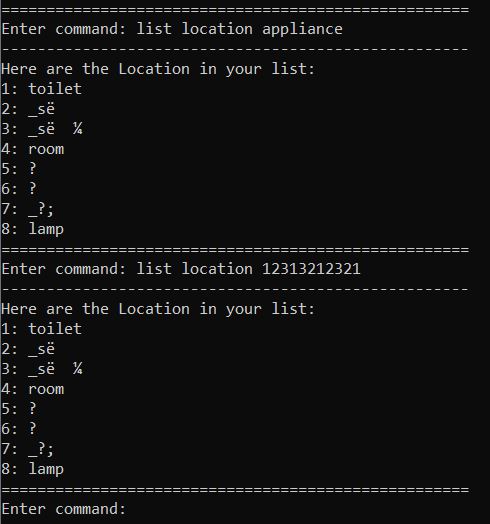 ====================================================
Enter command: list location appliance
----------------------------------------------------
Here are the Location in your list:
1: toilet
2: _së
3: _së  ¼
4: room
5: ?
6: ?
7: _?;
8: lamp
====================================================
Enter command: list location 12313212321
----------------------------------------------------
Here are the Location in your list:
1: toilet
2: _së
3: _së  ¼
4: room
5: ?
6: ?
7: _?;
8: lamp
====================================================
Enter command: